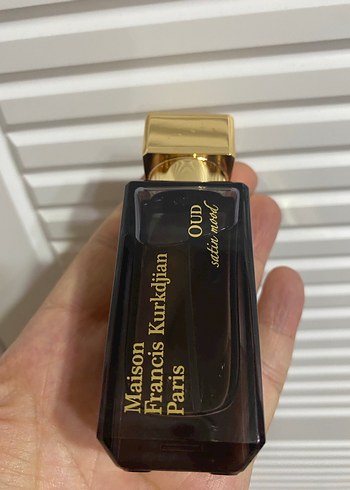 OUD
satin mood
Maison
Francis Kurkdjian
Paris